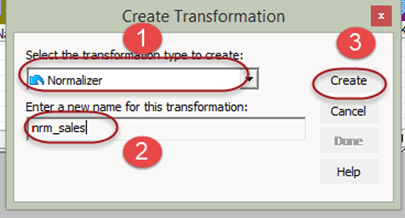 Create Transformation
x
1
3
Select the transformation type to create:
Normalizer
Create
Enter a new name for this transformation:
Cancel
nrm_sales
Done
2
Help